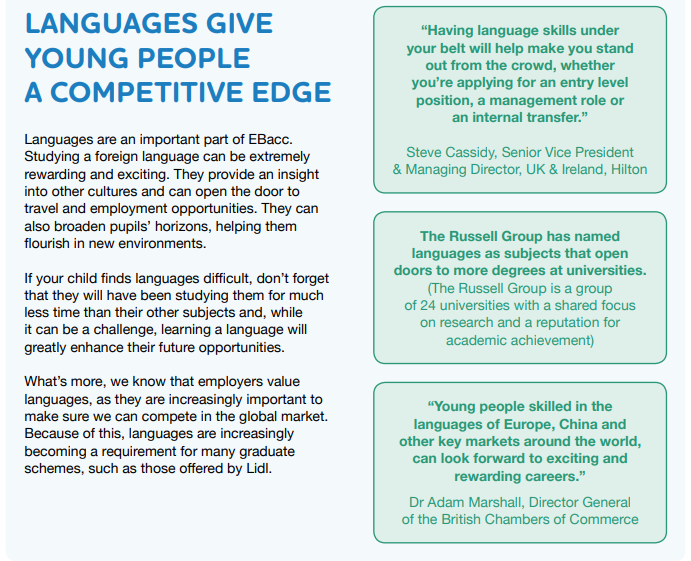 LANGUAGES GIVE
YOUNG PEOPLE
A COMPETITIVE EDGE
Languages are an important part of EBacc.
Studying a foreign language can be extremely
rewarding and exciting. They provide an insight
into other cultures and can open the door to
travel and employment opportunities. They can
also broaden pupils’ horizons, helping them
flourish in new environments.
If your child finds languages difficult, don’t forget
that they will have been studying them for much
less time than their other subjects and, while
it can be a challenge, learning a language will
greatly enhance their future opportunities.
What’s more, we know that employers value
languages, as they are increasingly important to
make sure we can compete in the global market.
Because of this, languages are increasingly
becoming a requirement for many graduate
schemes, such as those offered by Lidl.
“Having language skills under
your belt will help make you stand
out from the crowd, whether
you’re applying for an entry level
position, a management role or
an internal transfer.”
Steve Cassidy, Senior Vice President
& Managing Director, UK & Ireland, Hilton
The Russell Group has named
languages as subjects that open
doors to more degrees at universities.
(The Russell Group is a group
of 24 universities with a shared focus
on research and a reputation for
academic achievement)
“Young people skilled in the
languages of Europe, China and
other key markets around the world,
can look forward to exciting and
rewarding careers.”
Dr Adam Marshall, Director General
of the British Chambers of Commerce